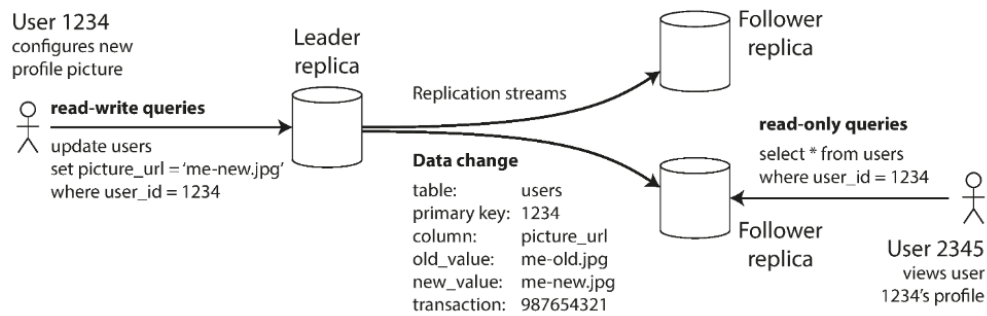 User 1234
configures new
profile picture
read-write queries
update users
set picture_url = ‘me-new.jpg’
where user_id = 1234
Leader
replica
Replication streams
Data change
table: users
primary key: 1234
column: picture_url
old_value: me-old.jpg
new_value: me-new.jpg
transaction: 987654321
Follower
replica
read-only queries
select * from users
where user_id = 1234
Follower
replica
User 2345
views user
1234’s profile